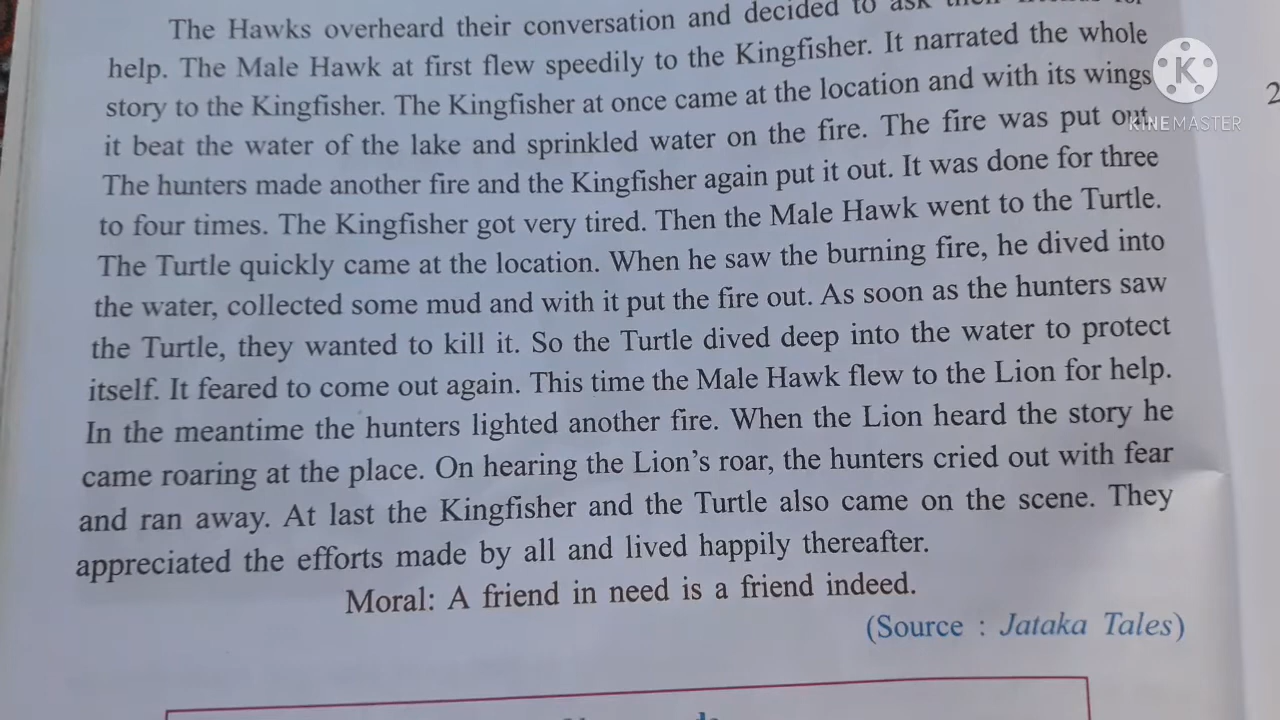 The Hawks overheard their conversation and decided to ask their
help. The Male Hawk at first flew speedily to the Kingfisher. It narrated the whole
story to the Kingfisher. The Kingfisher at once came at the location and with its wings
it beat the water of the lake and sprinkled water on the fire. The fire was put out.
The hunters made another fire and the Kingfisher again put it out. It was done for three
to four times. The Kingfisher got very tired. Then the Male Hawk went to the Turtle.
The Turtle quickly came at the location. When he saw the burning fire, he dived into
the water, collected some mud and with it put the fire out. As soon as the hunters saw
the Turtle, they wanted to kill it. So the Turtle dived deep into the water to protect
itself. It feared to come out again. This time the Male Hawk flew to the Lion for help.
In the meantime the hunters lighted another fire. When the Lion heard the story he
came roaring at the place. On hearing the Lion's roar, the hunters cried out with fear
and ran away. At last the Kingfisher and the Turtle also came on the scene. They
appreciated the efforts made by all and lived happily thereafter.
Moral: A friend in need is a friend indeed.
(Source : Jataka Tales)
K
KINEMASTER
2